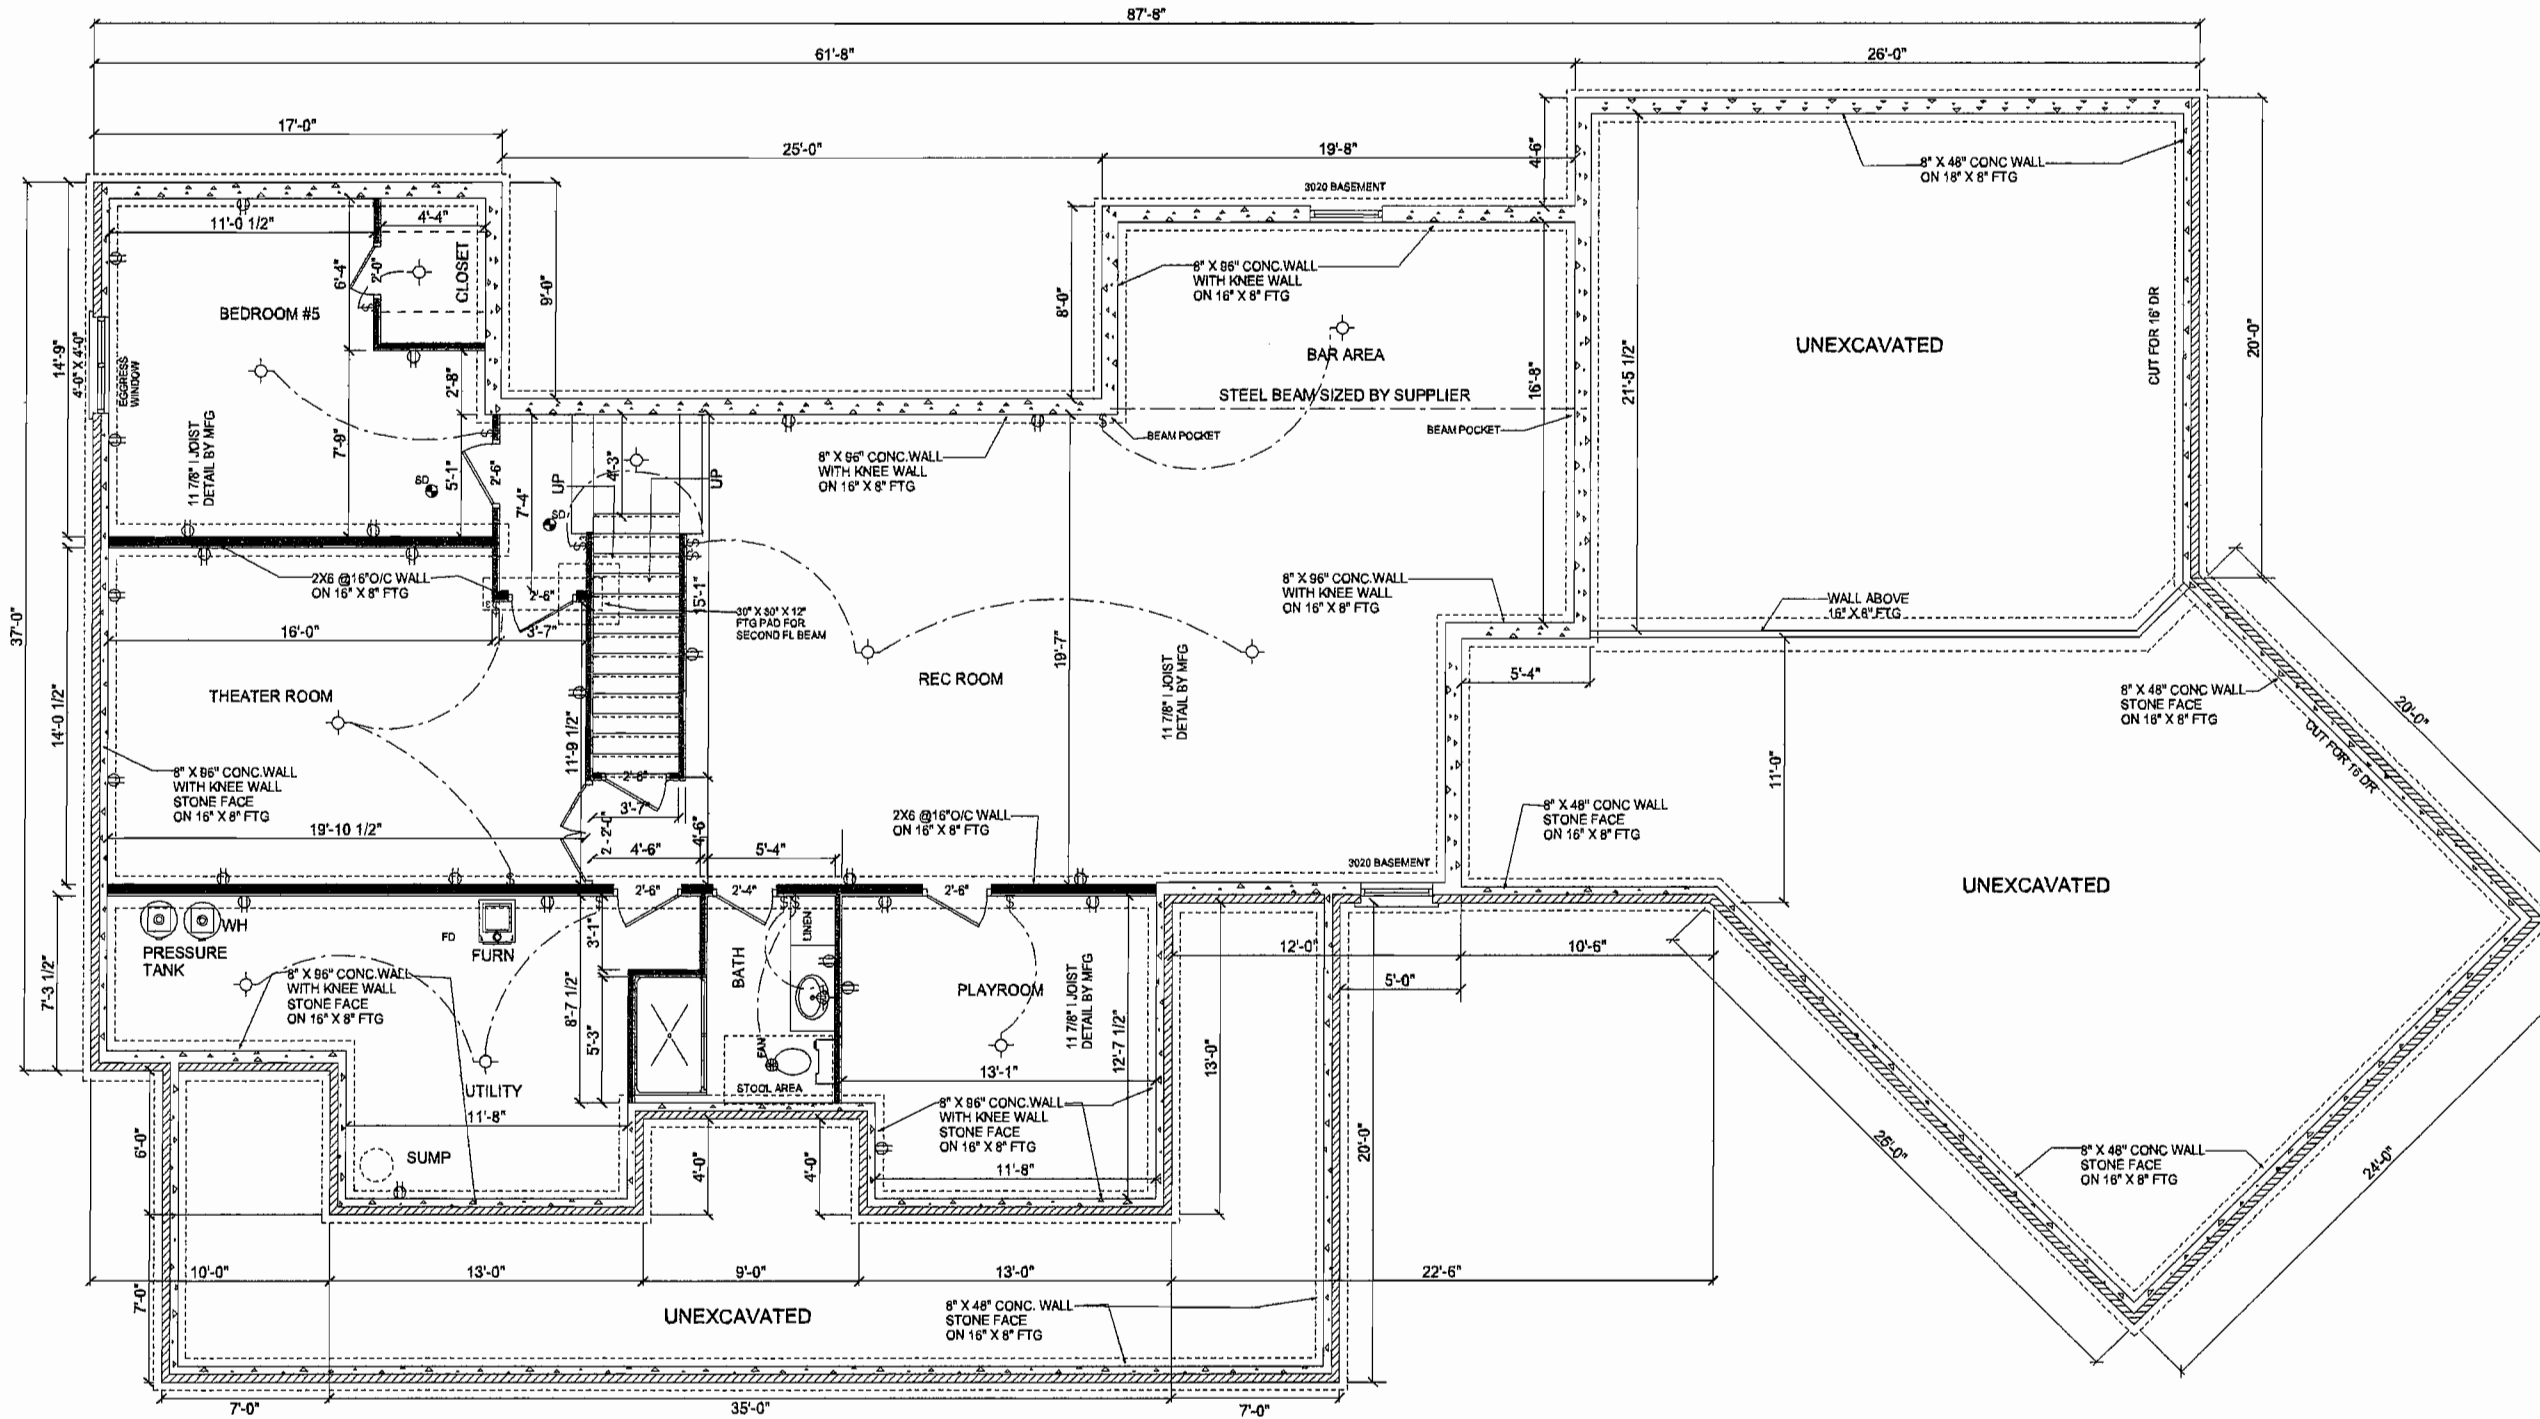 87'-8"
61'-8"
26'-0"
17'-0"
25'-0"
19'-8"
4'-6"
3020 BASEMENT
8" X 48" CONC WALL
ON 18" X 8" FTG
11'-0 1/2"
4'-4"
6'-4"
2'-0"
CLOSET
9'-0"
8'-0"
8" X 96" CONC.WALL
WITH KNEE WALL
ON 16" X 8" FTG
BEDROOM #5
BAR AREA
UNEXCAVATED
CUT FOR 16' DR
20'-0"
14'-9"
4'-0" X 4'-0"
EGGRESS
WINDOW
2'-8"
STEEL BEAM SIZED BY SUPPLIER
16'-8"
21'-5 1/2"
BEAM POCKET
BEAM POCKET
11 7/8" I JOIST
DETAIL BY MFG
7'-9"
5'-1"
2'-6"
SD
7'-4"
UP
4'-3"
UP
SD
8" X 96" CONC.WALL
WITH KNEE WALL
ON 16" X 8" FTG
2X6 @16"O/C WALL
ON 16" X 8" FTG
2'-6"
15'-1"
30" X 30" X 12"
FTG PAD FOR
SECOND FL BEAM
8" X 96" CONC.WALL
WITH KNEE WALL
ON 16" X 8" FTG
WALL ABOVE
16" X 8" FTG
37'-0"
16'-0"
3'-7"
19'-7"
5'-4"
THEATER ROOM
REC ROOM
11 7/8" I JOIST
DETAIL BY MFG
8" X 48" CONC WALL
STONE FACE
ON 16" X 8" FTG
20'-0"
CUT FOR 16 DR
14'-0 1/2"
11'-9 1/2"
11'-0"
8" X 96" CONC.WALL
WITH KNEE WALL
STONE FACE
ON 16" X 8" FTG
2'-8"
3'-7"
19'-10 1/2"
2'-2'-0"
4'-6"
4'-6"
5'-4"
2X6 @16"O/C WALL
ON 16" X 8" FTG
8" X 48" CONC WALL
STONE FACE
ON 16" X 8" FTG
3020 BASEMENT
2'-6"
2'-4"
2'-6"
UNEXCAVATED
PRESSURE
TANK
WH
FD
FURN
3'-1"
BATH
LINEN
12'-0"
10'-6"
5'-0"
7'-3 1/2"
8" X 96" CONC.WALL
WITH KNEE WALL
STONE FACE
ON 16" X 8" FTG
8'-7 1/2"
5'-3"
PLAYROOM
11 7/8" I JOIST
DETAIL BY MFG
12'-7 1/2"
13'-0"
FAN
STOOL AREA
13'-1"
UTILITY
11'-8"
8" X 96" CONC.WALL
WITH KNEE WALL
STONE FACE
ON 16" X 8" FTG
6'-0"
SUMP
4'-0"
4'-0"
11'-8"
20'-0"
8" X 48" CONC WALL
STONE FACE
ON 16" X 8" FTG
24'-0"
10'-0"
13'-0"
9'-0"
13'-0"
22'-6"
7'-0"
UNEXCAVATED
8" X 48" CONC. WALL
STONE FACE
ON 16" X 8" FTG
7'-0"
35'-0"
7'-0"